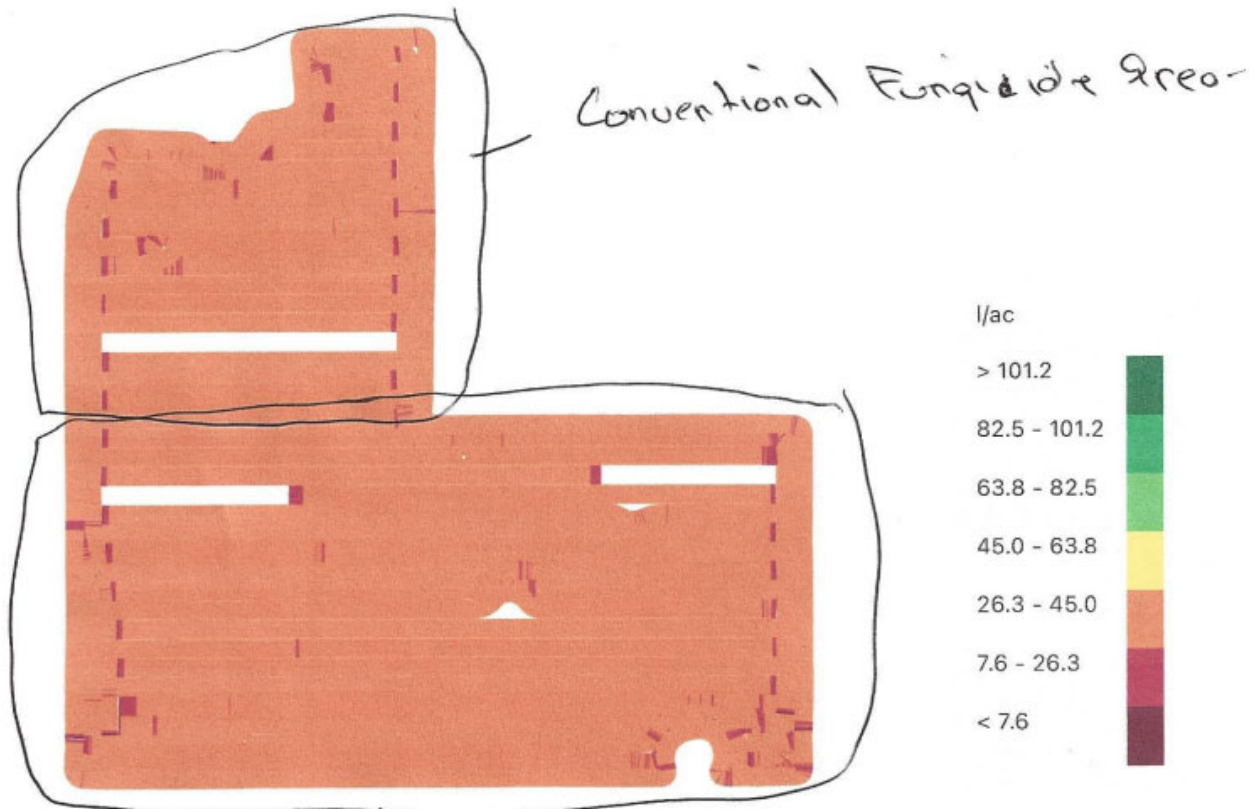 Conventional Fungicide Area
l/ac
> 101.2
82.5 - 101.2
63.8 - 82.5
45.0 - 63.8
26.3 - 45.0
7.6 - 26.3
< 7.6